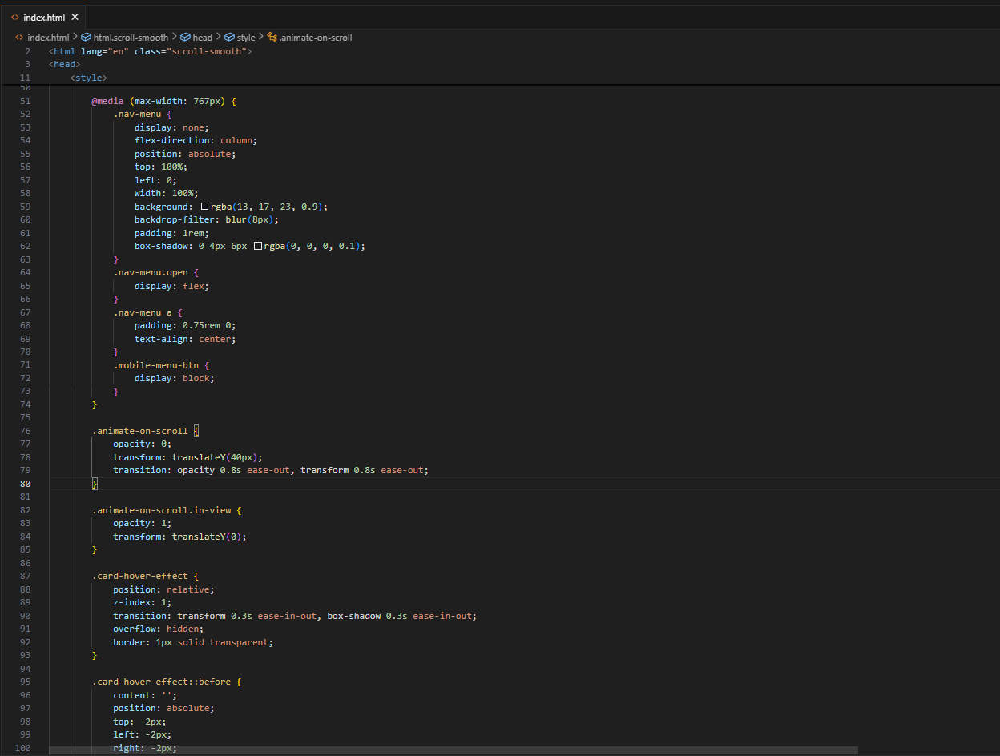 index.html
index.html > html.scroll-smooth > head > style > .animate-on-scroll
2 <html lang="en" class="scroll-smooth">
3 <head>
11 <style>
50
51 @media (max-width: 767px) {
52 .nav-menu {
53 display: none;
54 flex-direction: column;
55 position: absolute;
56 top: 100%;
57 left: 0;
58 width: 100%;
59 background: rgba(13, 17, 23, 0.9);
60 backdrop-filter: blur(8px);
61 padding: 1rem;
62 box-shadow: 0 4px 6px rgba(0, 0, 0, 0.1);
63 }
64 .nav-menu.open {
65 display: flex;
66 }
67 .nav-menu a {
68 padding: 0.75rem 0;
69 text-align: center;
70 }
71 .mobile-menu-btn {
72 display: block;
73 }
74 }
75
76 .animate-on-scroll {
77 opacity: 0;
78 transform: translateY(40px);
79 transition: opacity 0.8s ease-out, transform 0.8s ease-out;
80 }
81
82 .animate-on-scroll.in-view {
83 opacity: 1;
84 transform: translateY(0);
85 }
86
87 .card-hover-effect {
88 position: relative;
89 z-index: 1;
90 transition: transform 0.3s ease-in-out, box-shadow 0.3s ease-in-out;
91 overflow: hidden;
92 border: 1px solid transparent;
93 }
94
95 .card-hover-effect::before {
96 content: '';
97 position: absolute;
98 top: -2px;
99 left: -2px;
100 right: -2px;